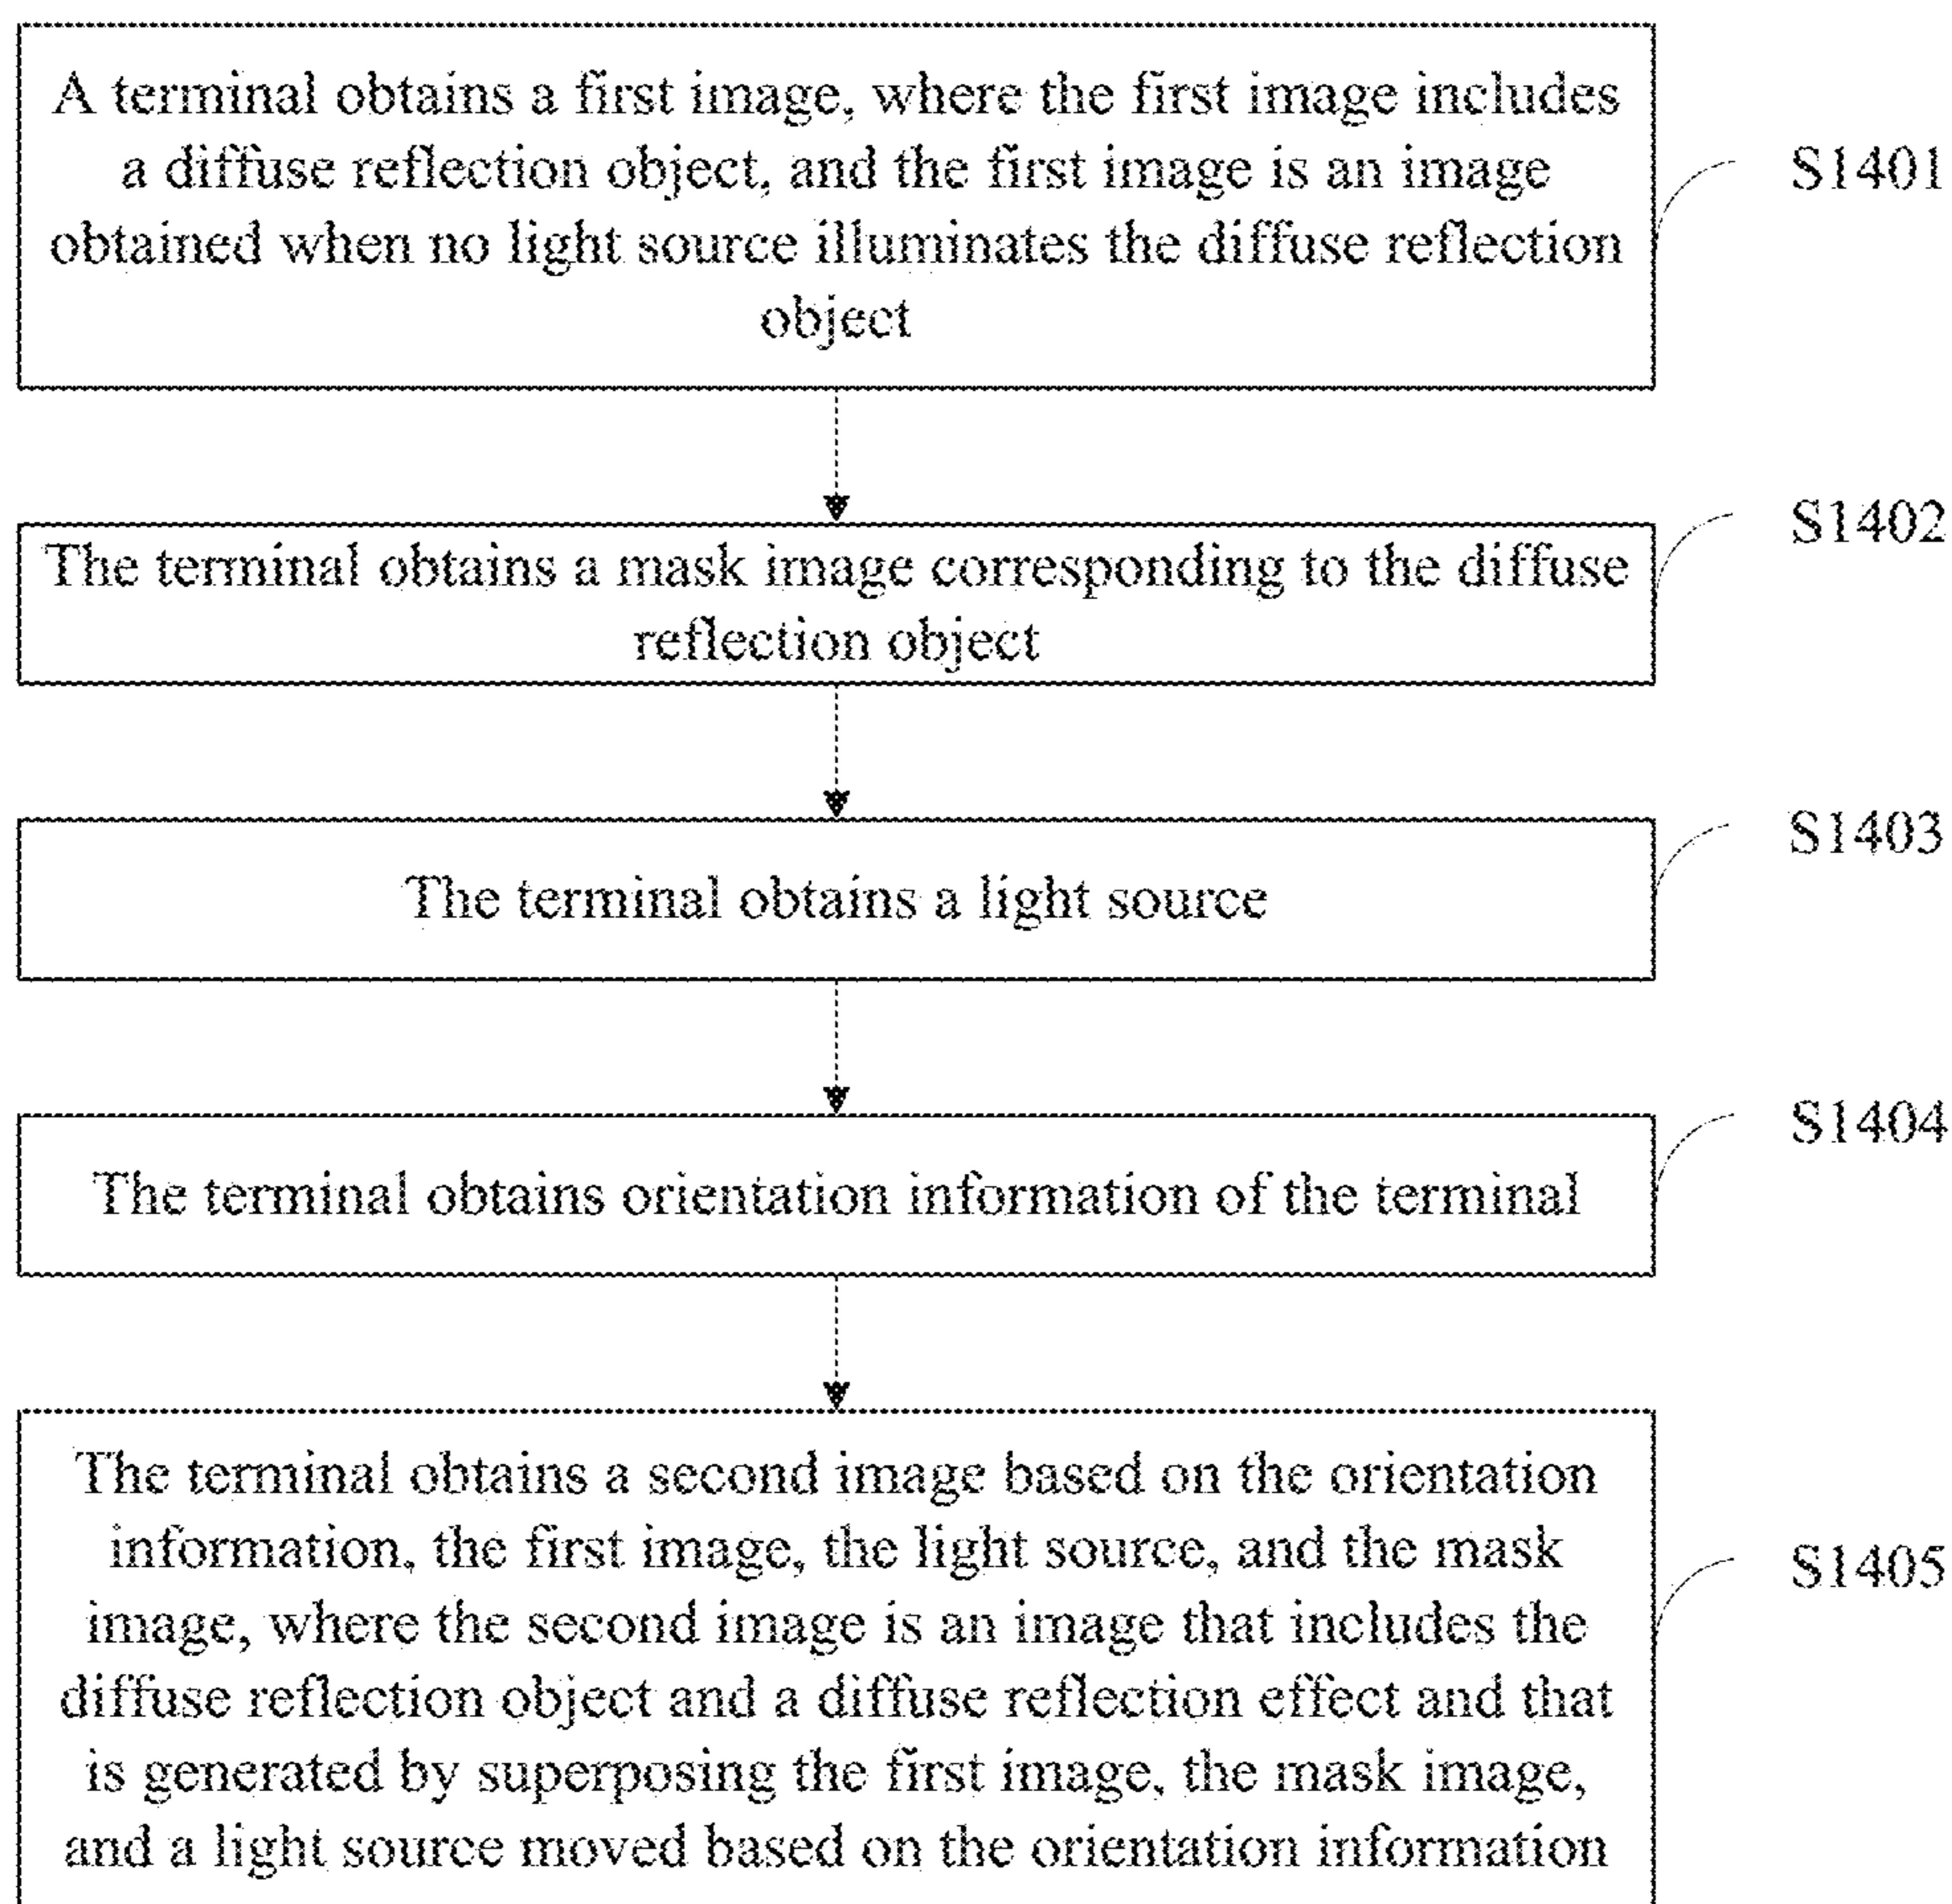 A terminal obtains a first image, where the first image includes
a diffuse reflection object, and the first image is an image
obtained when no light source illuminates the diffuse reflection
object
S1401
The terminal obtains a mask image corresponding to the diffuse
reflection object
S1402
The terminal obtains a light source
S1403
The terminal obtains orientation information of the terminal
S1404
The terminal obtains a second image based on the orientation
information, the first image, the light source, and the mask
image, where the second image is an image that includes the
diffuse reflection object and a diffuse reflection effect and that
is generated by superposing the first image, the mask image,
and a light source moved based on the orientation information
S1405